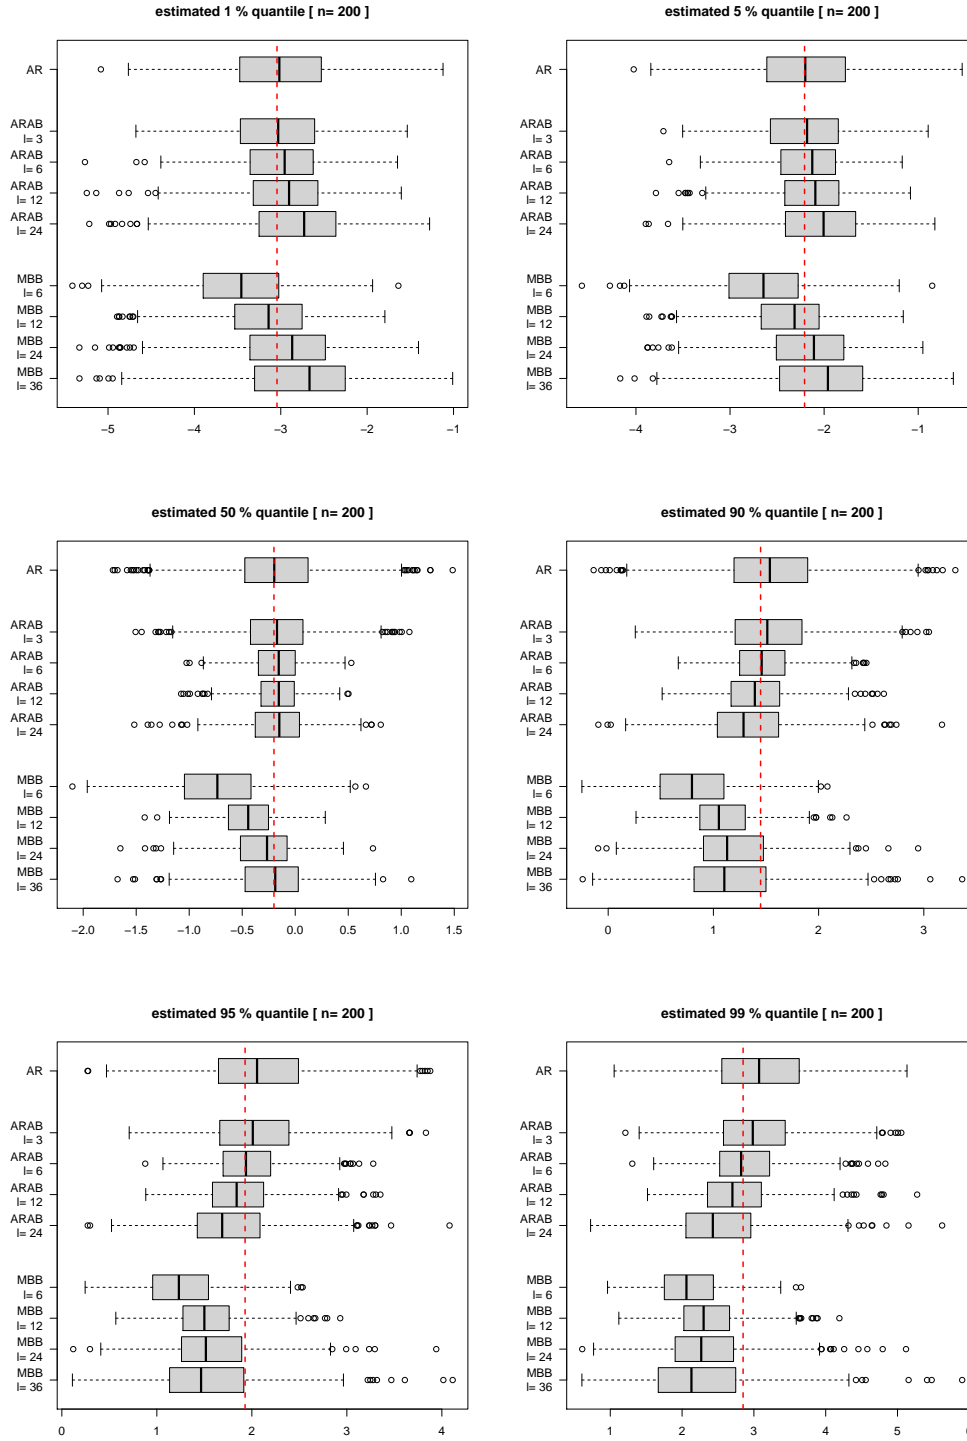 estimated 1 % quantile [ n= 200 ]
AR
ARAB
l= 3
ARAB
l= 6
ARAB
l= 12
ARAB
l= 24
MBB
l= 6
MBB
l= 12
MBB
l= 24
MBB
l= 36
−5 −4 −3 −2 −1
estimated 5 % quantile [ n= 200 ]
AR
ARAB
l= 3
ARAB
l= 6
ARAB
l= 12
ARAB
l= 24
MBB
l= 6
MBB
l= 12
MBB
l= 24
MBB
l= 36
−4 −3 −2 −1
estimated 50 % quantile [ n= 200 ]
AR
ARAB
l= 3
ARAB
l= 6
ARAB
l= 12
ARAB
l= 24
MBB
l= 6
MBB
l= 12
MBB
l= 24
MBB
l= 36
−2.0 −1.5 −1.0 −0.5 0.0 0.5 1.0 1.5
estimated 90 % quantile [ n= 200 ]
AR
ARAB
l= 3
ARAB
l= 6
ARAB
l= 12
ARAB
l= 24
MBB
l= 6
MBB
l= 12
MBB
l= 24
MBB
l= 36
0 1 2 3
estimated 95 % quantile [ n= 200 ]
AR
ARAB
l= 3
ARAB
l= 6
ARAB
l= 12
ARAB
l= 24
MBB
l= 6
MBB
l= 12
MBB
l= 24
MBB
l= 36
0 1 2 3 4
estimated 99 % quantile [ n= 200 ]
AR
ARAB
l= 3
ARAB
l= 6
ARAB
l= 12
ARAB
l= 24
MBB
l= 6
MBB
l= 12
MBB
l= 24
MBB
l= 36
1 2 3 4 5